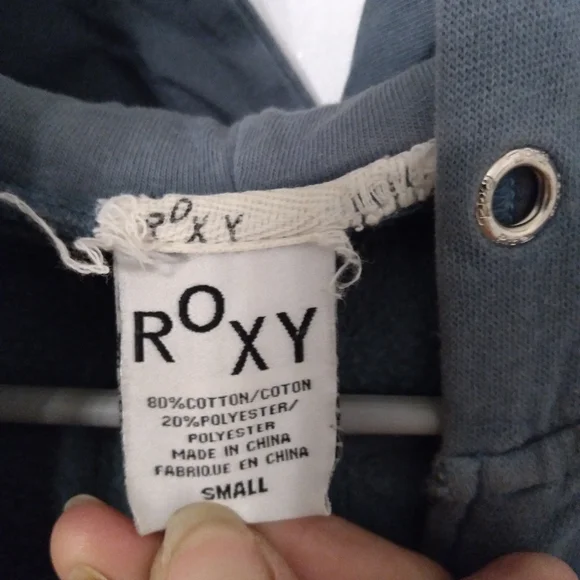 ROXY
ROXY
80%COTTON/COTON
20%POLYESTER/
POLYESTER
MADE IN CHINA
FABRIQUE EN CHINA
SMALL